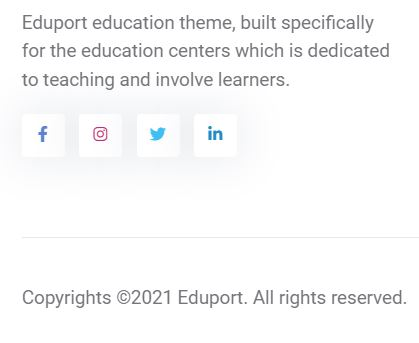 Eduport education theme, built specifically
for the education centers which is dedicated
to teaching and involve learners.
Copyrights ©2021 Eduport. All rights reserved.